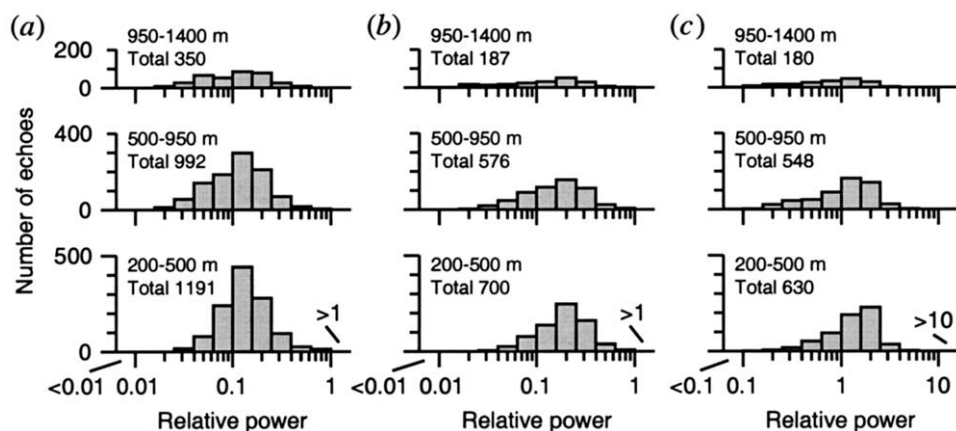 (a)
950-1400 m
Total 350
200
0
500-950 m
Total 992
400
0
200-500 m
Total 1191
500
0
>1
<0.01
0.01
0.1
1
Relative power
Number of echoes
(b)
950-1400 m
Total 187
500-950 m
Total 576
200-500 m
Total 700
>1
<0.01
0.01
0.1
1
Relative power
(c)
950-1400 m
Total 180
500-950 m
Total 548
200-500 m
Total 630
>10
<0.1
0.1
1
10
Relative power